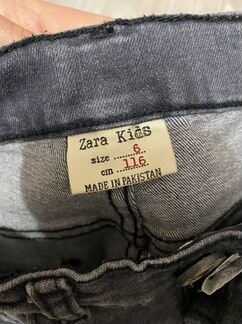 Zara Kids
size ........ 6
cm ..... 116
MADE IN PAKISTAN